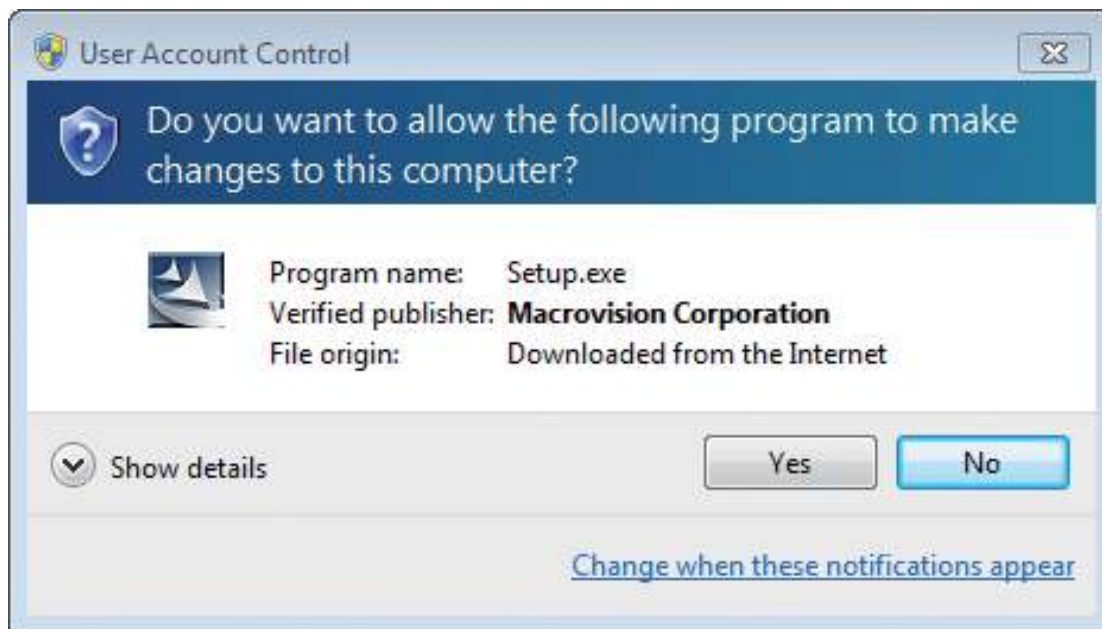 User Account Control
Do you want to allow the following program to make
changes to this computer?
Program name: Setup.exe
Verified publisher: Macrovision Corporation
File origin: Downloaded from the Internet
Show details
Yes
No
Change when these notifications appear